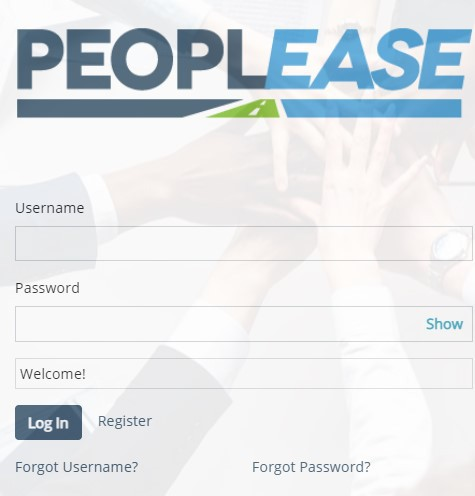 PEOPLEASE
Username
Password
Show
Welcome!
Log In Register
Forgot Username? Forgot Password?